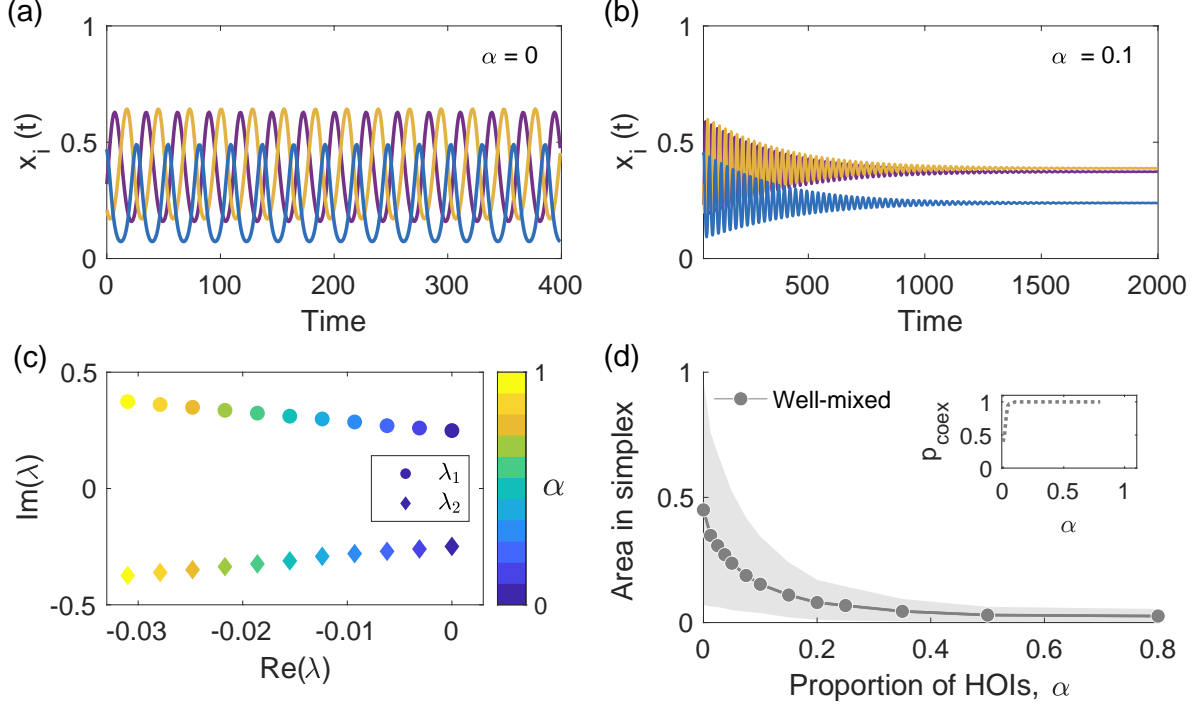 (a)
1
0.5
0
x_i (t)
α = 0
0 100 200 300 400
Time
(b)
1
0.5
0
x_i (t)
α = 0.1
500 1000 1500 2000
Time
(c)
0.5
0
-0.5
Im(λ)
λ_1
λ_2
1
α
0
-0.03 -0.02 -0.01 0
Re(λ)
(d)
1
0.5
0
Area in simplex
Well-mixed
p_coex
1
0.5
0
0 0.5 1
α
0 0.2 0.4 0.6 0.8
Proportion of HOIs, α